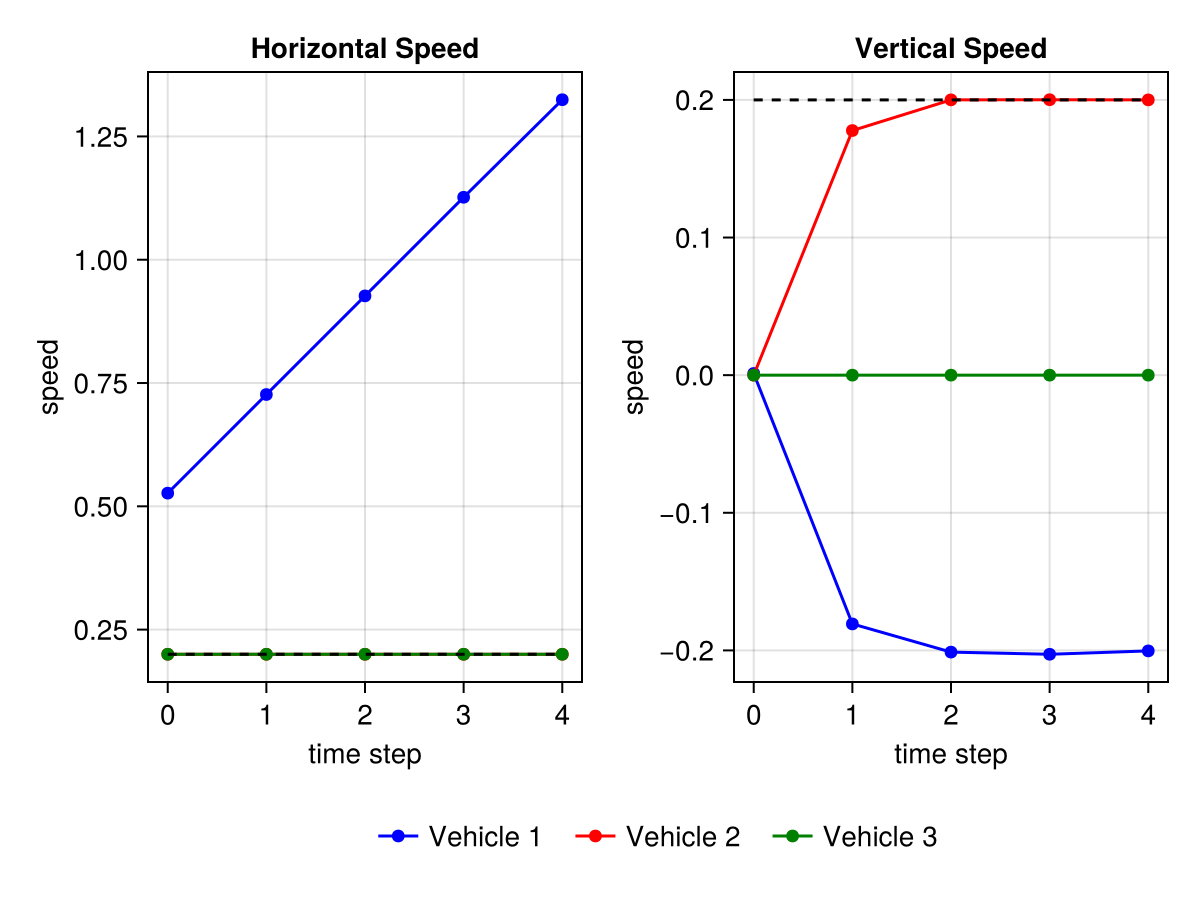 Horizontal Speed
speed
1.25
1.00
0.75
0.50
0.25
0 1 2 3 4
time step
Vertical Speed
speed
0.2
0.1
0.0
−0.1
−0.2
0 1 2 3 4
time step
Vehicle 1 Vehicle 2 Vehicle 3